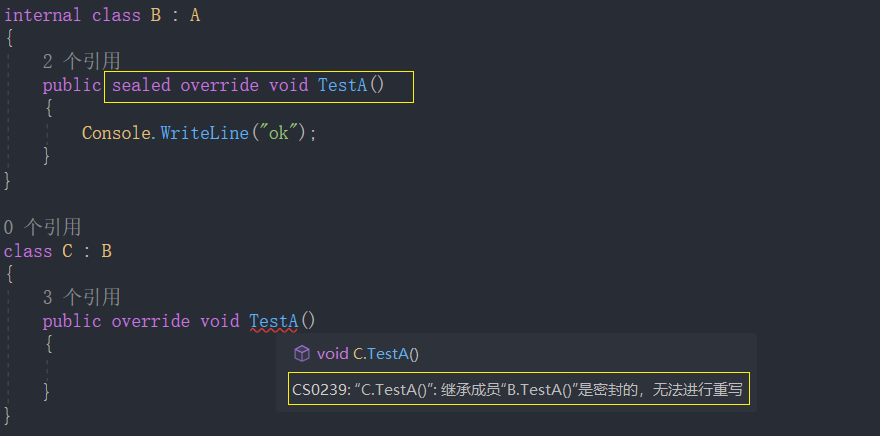 internal class B : A
{
2 个引用
public sealed override void TestA()
{
Console.WriteLine("ok");
}
}
0 个引用
class C : B
{
3 个引用
public override void TestA()
{
void C.TestA()
CS0239: “C.TestA()”: 继承成员“B.TestA()”是密封的，无法进行重写
}
}